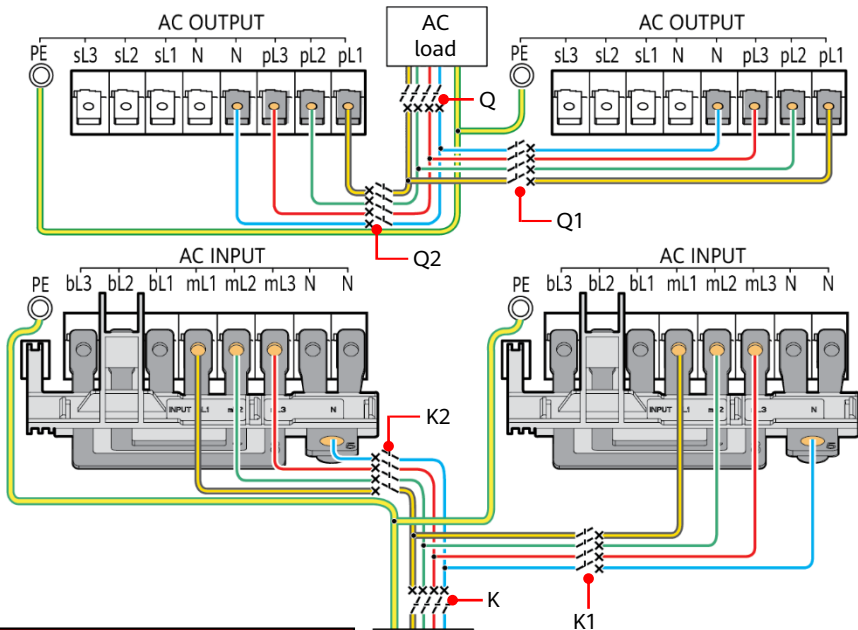 AC OUTPUT
PE sL3 sL2 sL1 N N pL3 pL2 pL1
AC
load
AC OUTPUT
PE sL3 sL2 sL1 N N pL3 pL2 pL1
Q
Q1
Q2
AC INPUT
PE bL3 bL2 bL1 mL1 mL2 mL3 N N
AC INPUT
PE bL3 bL2 bL1 mL1 mL2 mL3 N N
INPUT N
INPUT N
K2
K
K1